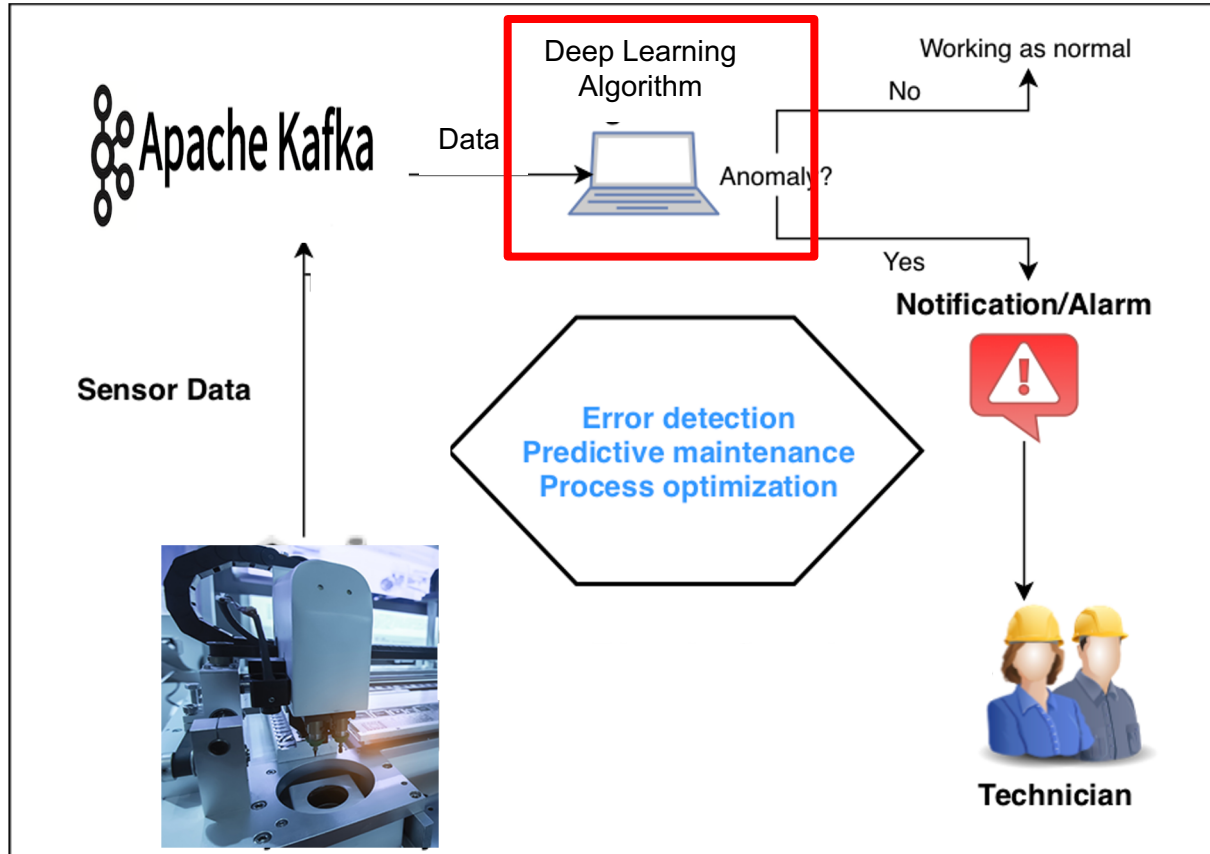 Deep Learning
Algorithm
Working as normal
No
Apache Kafka
Data
Anomaly?
Yes
Notification/Alarm
Sensor Data
Error detection
Predictive maintenance
Process optimization
Technician